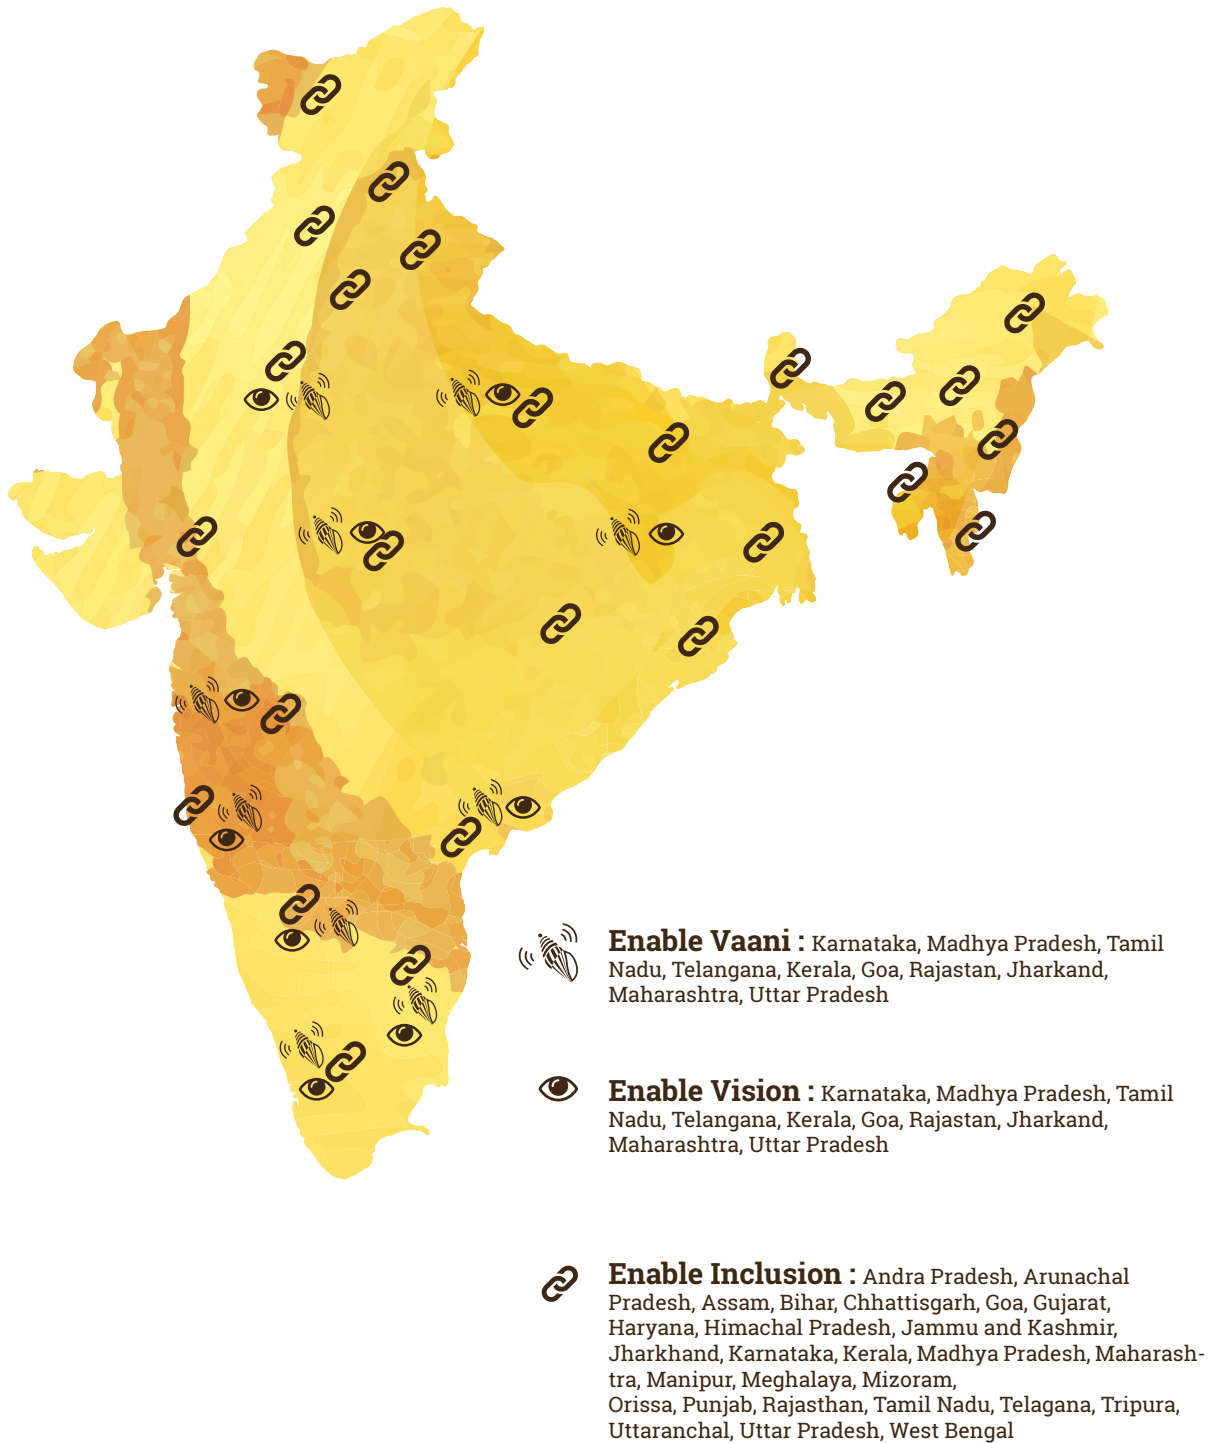 Enable Vaani : Karnataka, Madhya Pradesh, Tamil
Nadu, Telangana, Kerala, Goa, Rajastan, Jharkand,
Maharashtra, Uttar Pradesh
Enable Vision : Karnataka, Madhya Pradesh, Tamil
Nadu, Telangana, Kerala, Goa, Rajastan, Jharkand,
Maharashtra, Uttar Pradesh
Enable Inclusion : Andra Pradesh, Arunachal
Pradesh, Assam, Bihar, Chhattisgarh, Goa, Gujarat,
Haryana, Himachal Pradesh, Jammu and Kashmir,
Jharkhand, Karnataka, Kerala, Madhya Pradesh, Maharash-
tra, Manipur, Meghalaya, Mizoram,
Orissa, Punjab, Rajasthan, Tamil Nadu, Telagana, Tripura,
Uttaranchal, Uttar Pradesh, West Bengal